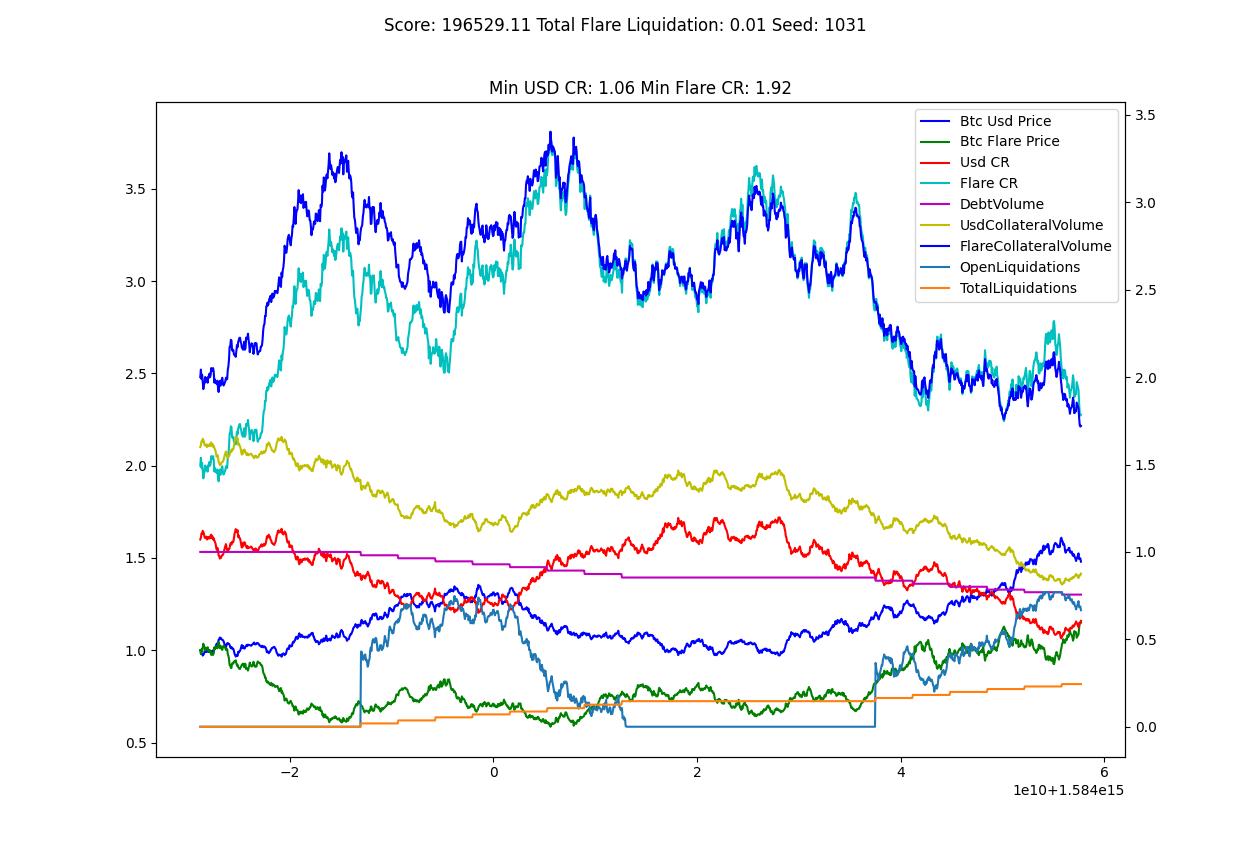 Score: 196529.11 Total Flare Liquidation: 0.01 Seed: 1031
Min USD CR: 1.06 Min Flare CR: 1.92
Btc Usd Price
Btc Flare Price
Usd CR
Flare CR
DebtVolume
UsdCollateralVolume
FlareCollateralVolume
OpenLiquidations
TotalLiquidations
3.5
3.0
2.5
2.0
1.5
1.0
0.5
3.5
3.0
2.5
2.0
1.5
1.0
0.5
0.0
−2 0 2 4 6
1e10+1.584e15